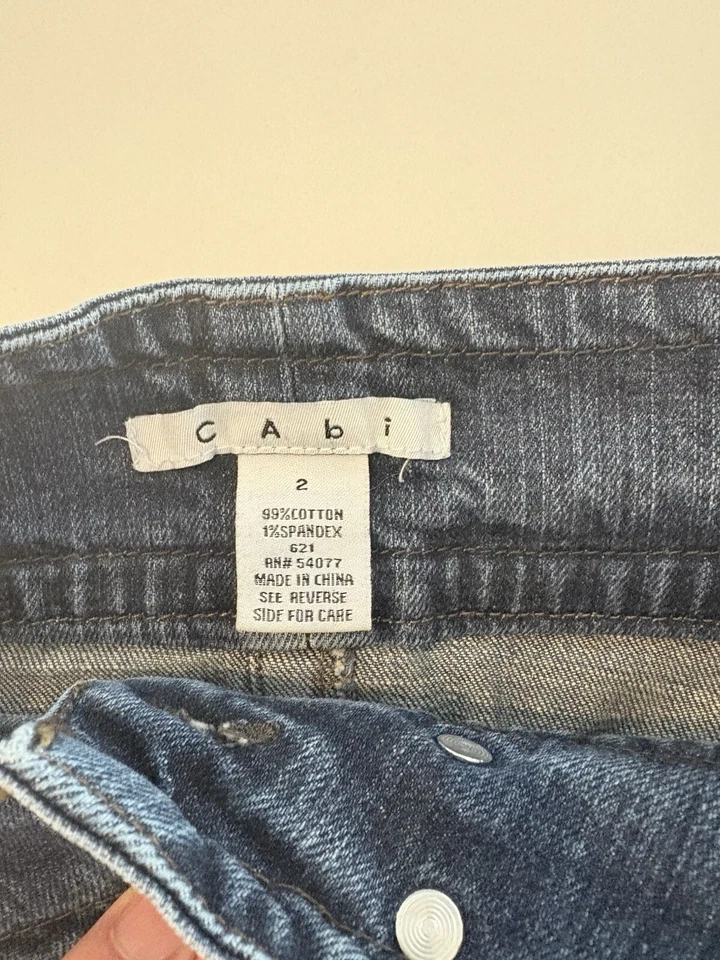 CAbi
2
99%COTTON
1%SPANDEX
621
RN# 54077
MADE IN CHINA
SEE REVERSE
SIDE FOR CARE